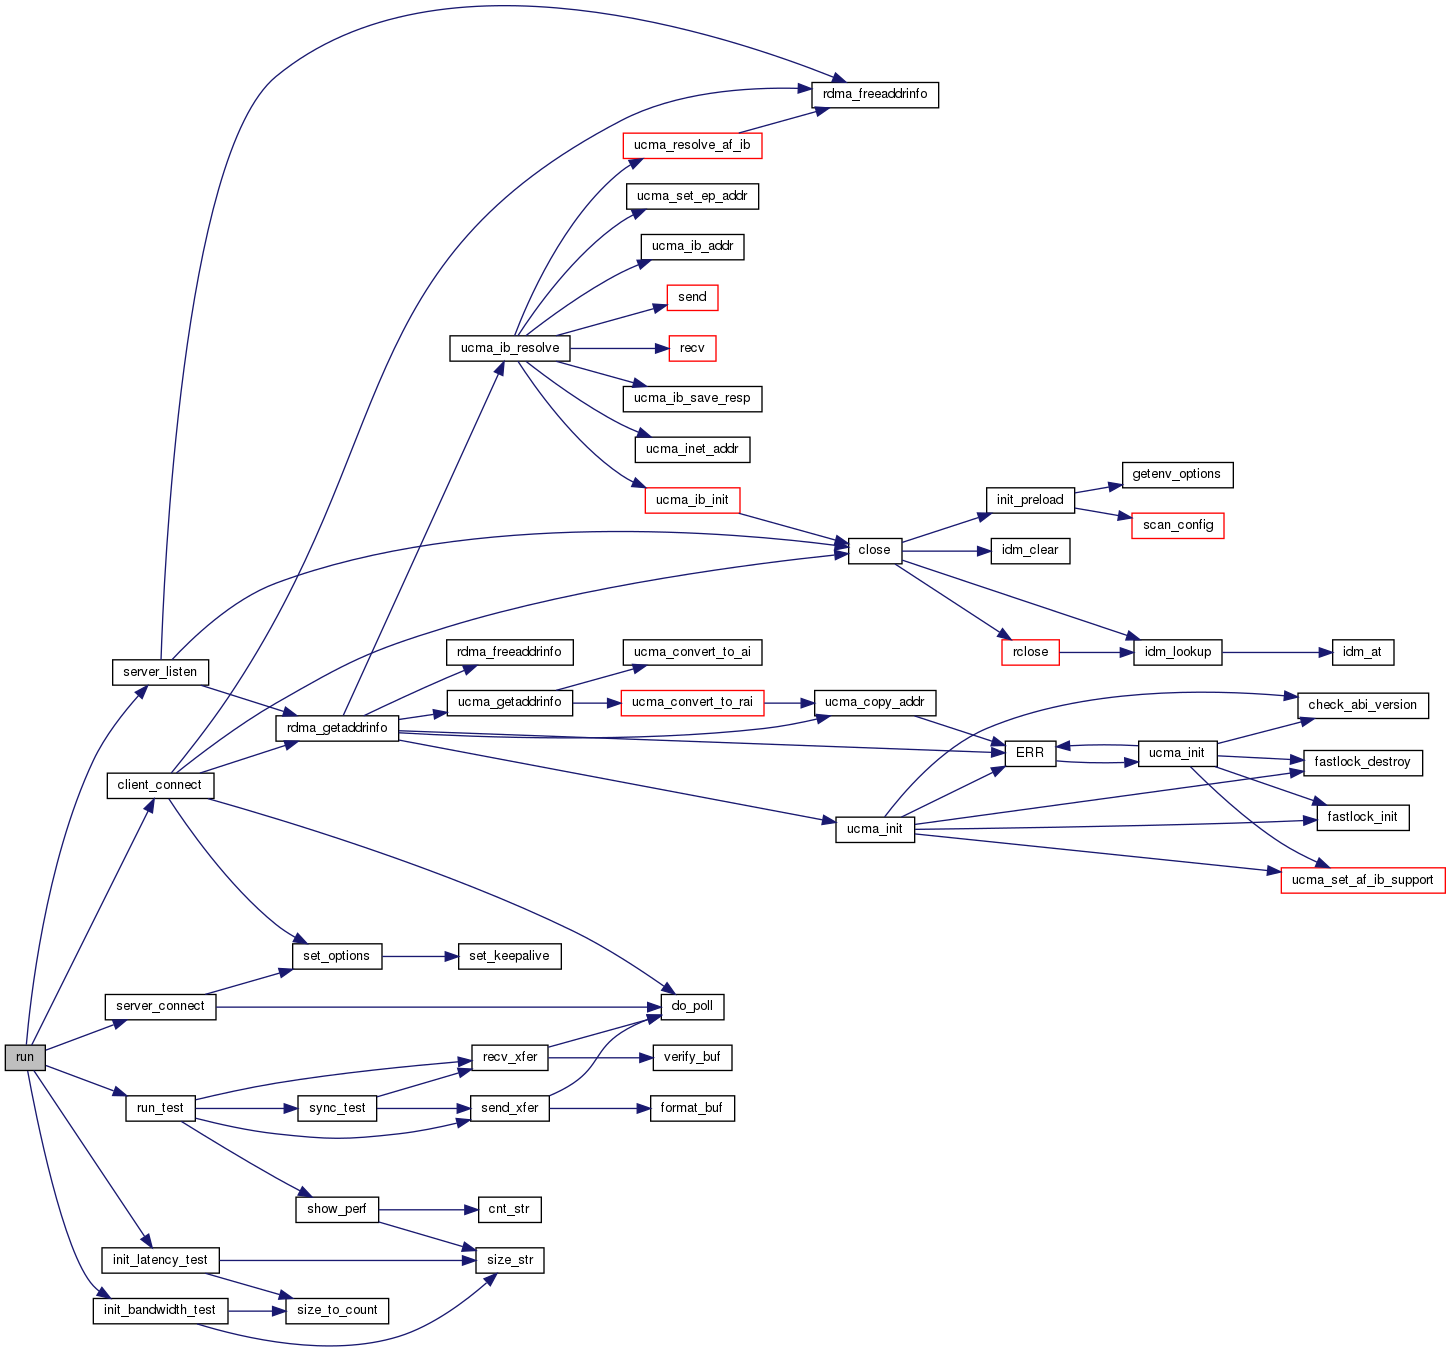 rdma_freeaddrinfo
ucma_resolve_af_ib
ucma_set_ep_addr
ucma_ib_addr
send
ucma_ib_resolve
recv
ucma_ib_save_resp
ucma_inet_addr
getenv_options
ucma_ib_init
init_preload
scan_config
close
idm_clear
server_listen
rdma_freeaddrinfo
ucma_convert_to_ai
rclose
idm_lookup
idm_at
ucma_getaddrinfo
ucma_convert_to_rai
ucma_copy_addr
check_abi_version
rdma_getaddrinfo
ERR
ucma_init
fastlock_destroy
client_connect
ucma_init
fastlock_init
ucma_set_af_ib_support
set_options
set_keepalive
server_connect
do_poll
run
recv_xfer
verify_buf
run_test
sync_test
send_xfer
format_buf
show_perf
cnt_str
init_latency_test
size_str
init_bandwidth_test
size_to_count